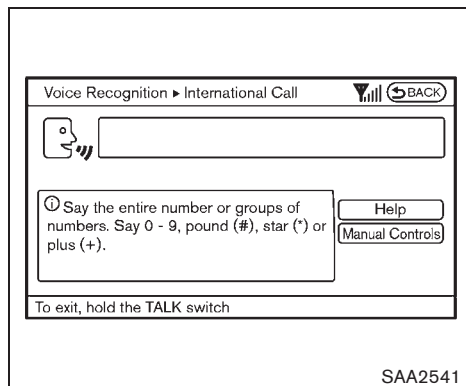 Voice Recognition ▸ International Call
BACK
ⓘ Say the entire number or groups of
numbers. Say 0 - 9, pound (#), star (*) or
plus (+).
Help
Manual Controls
To exit, hold the TALK switch
SAA2541